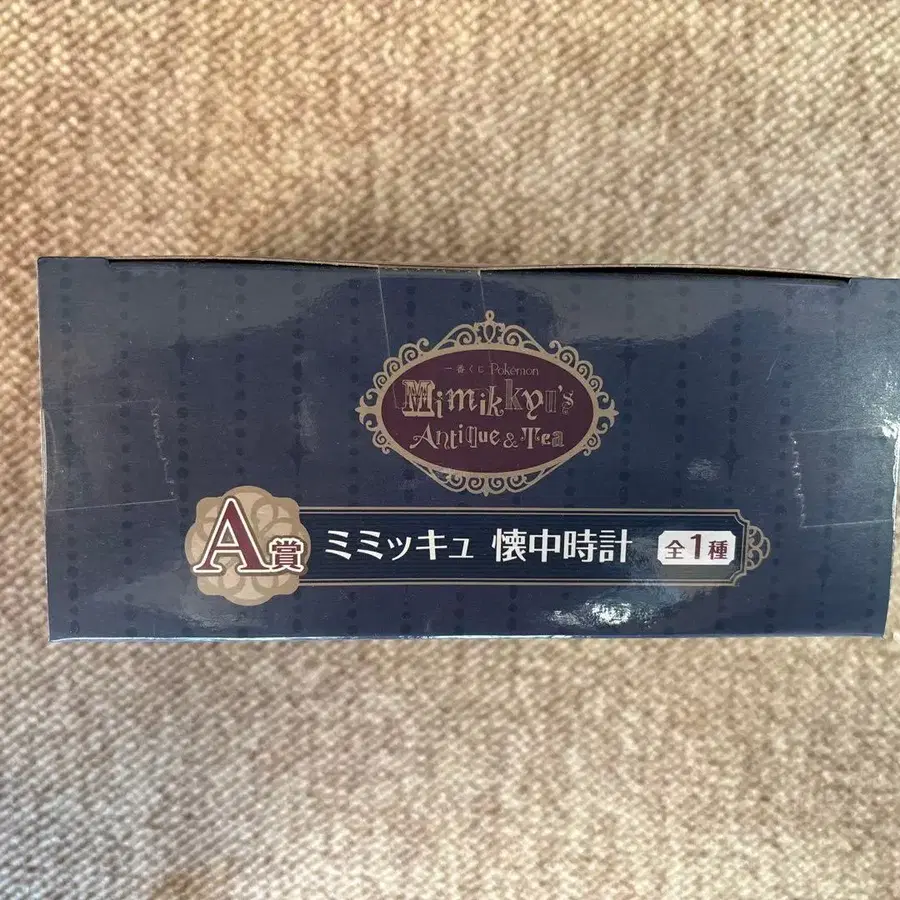 一番くじ Pokémon
Mimikkyu's
Antique & Tea
A賞 ミミッキュ 懐中時計 全1種